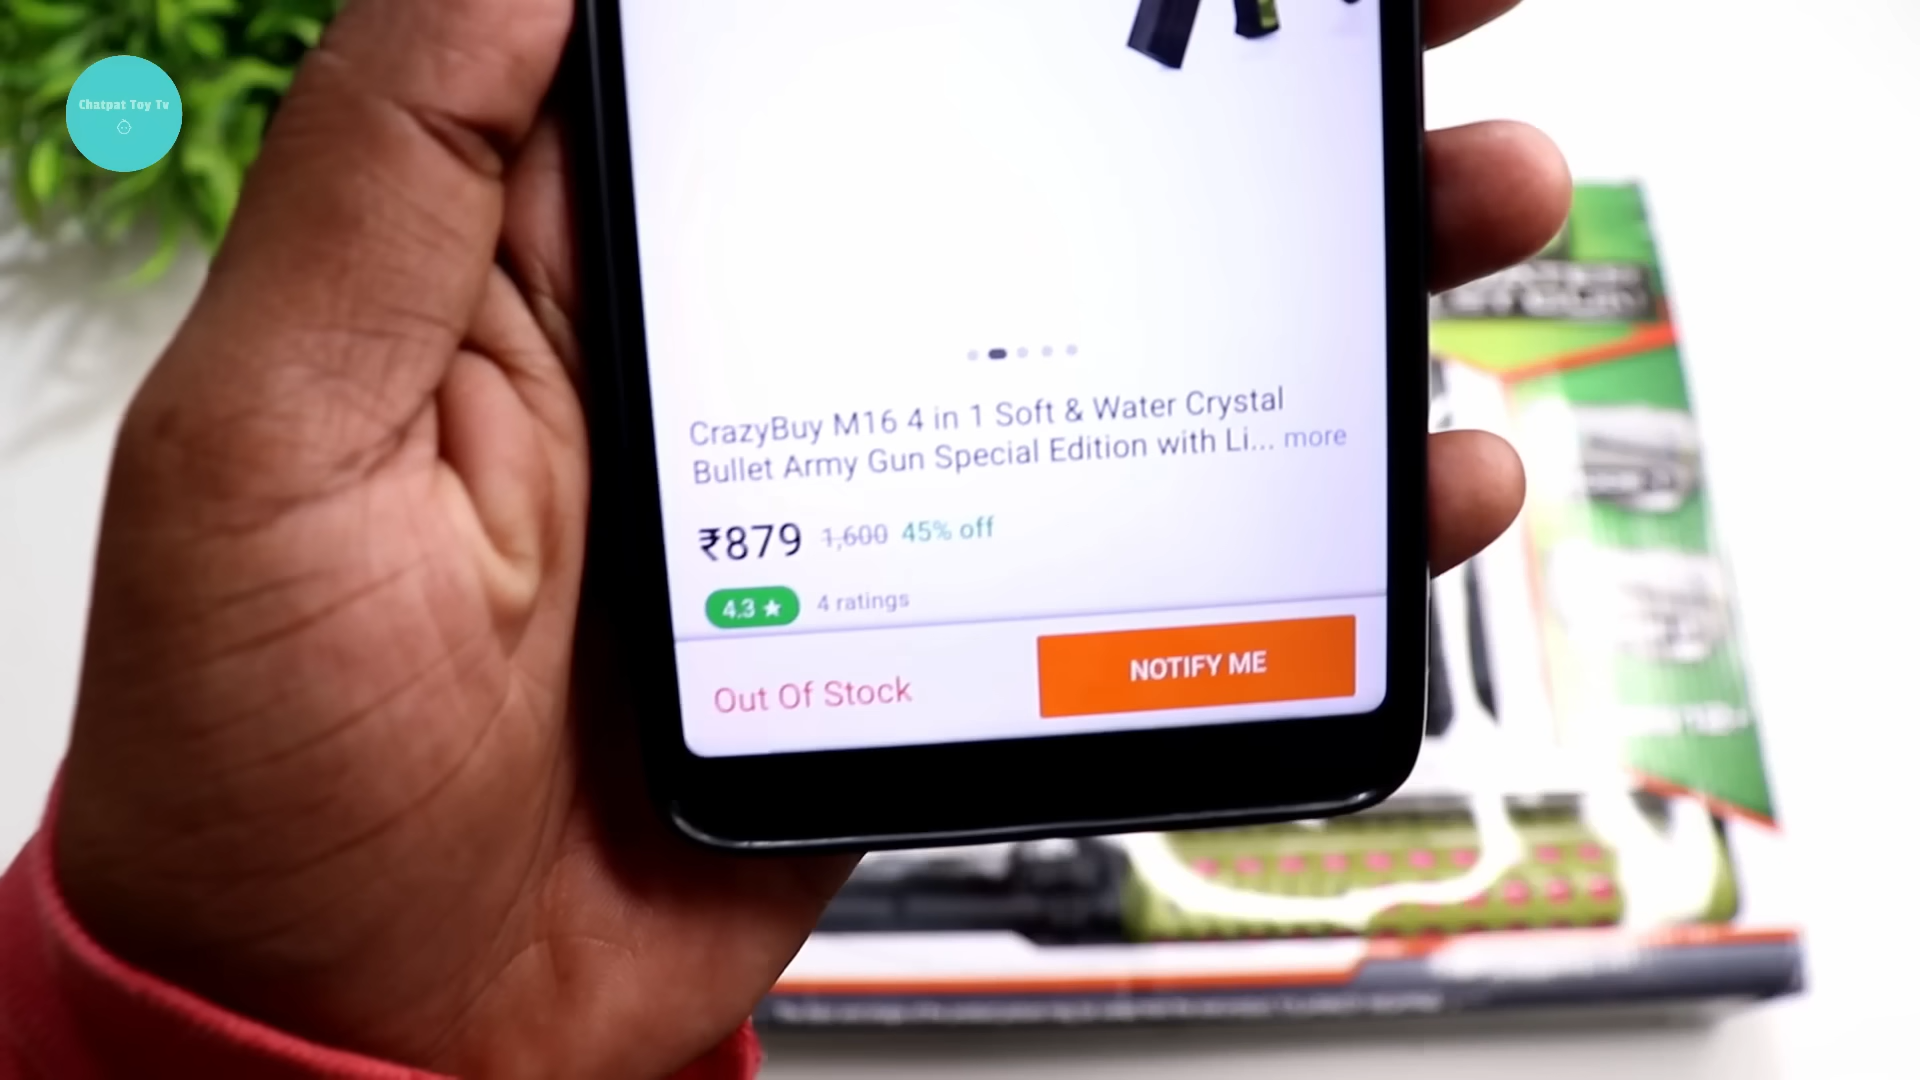 Chatpat Toy Tv
CrazyBuy M16 4 in 1 Soft & Water Crystal
Bullet Army Gun Special Edition with Li... more
₹879 1,600 45% off
4.3 ★ 4 ratings
Out Of Stock
NOTIFY ME